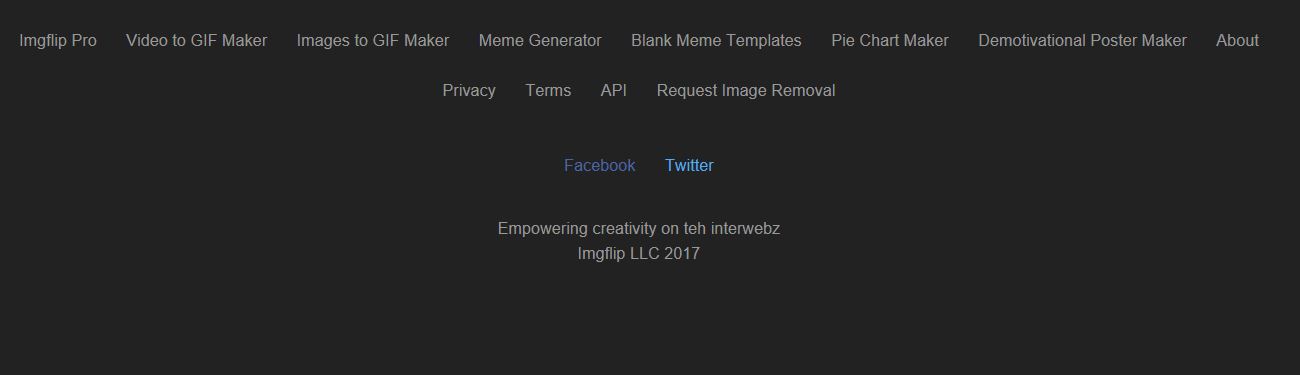 Imgflip Pro Video to GIF Maker Images to GIF Maker Meme Generator Blank Meme Templates Pie Chart Maker Demotivational Poster Maker About
Privacy Terms API Request Image Removal
Facebook Twitter
Empowering creativity on teh interwebz
Imgflip LLC 2017